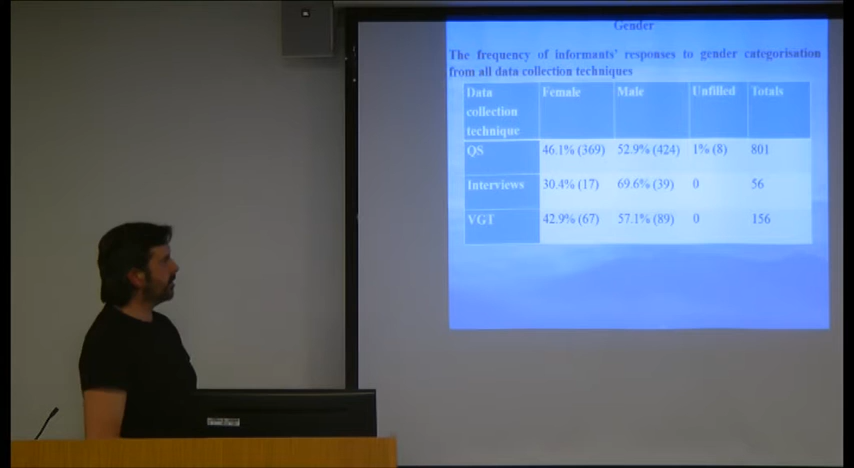 Gender
The frequency of informants' responses to gender categorisation
from all data collection techniques
Data collection technique Female Male Unfilled Totals
QS 46.1% (369) 52.9% (424) 1% (8) 801
Interviews 30.4% (17) 69.6% (39) 0 56
VGT 42.9% (67) 57.1% (89) 0 156